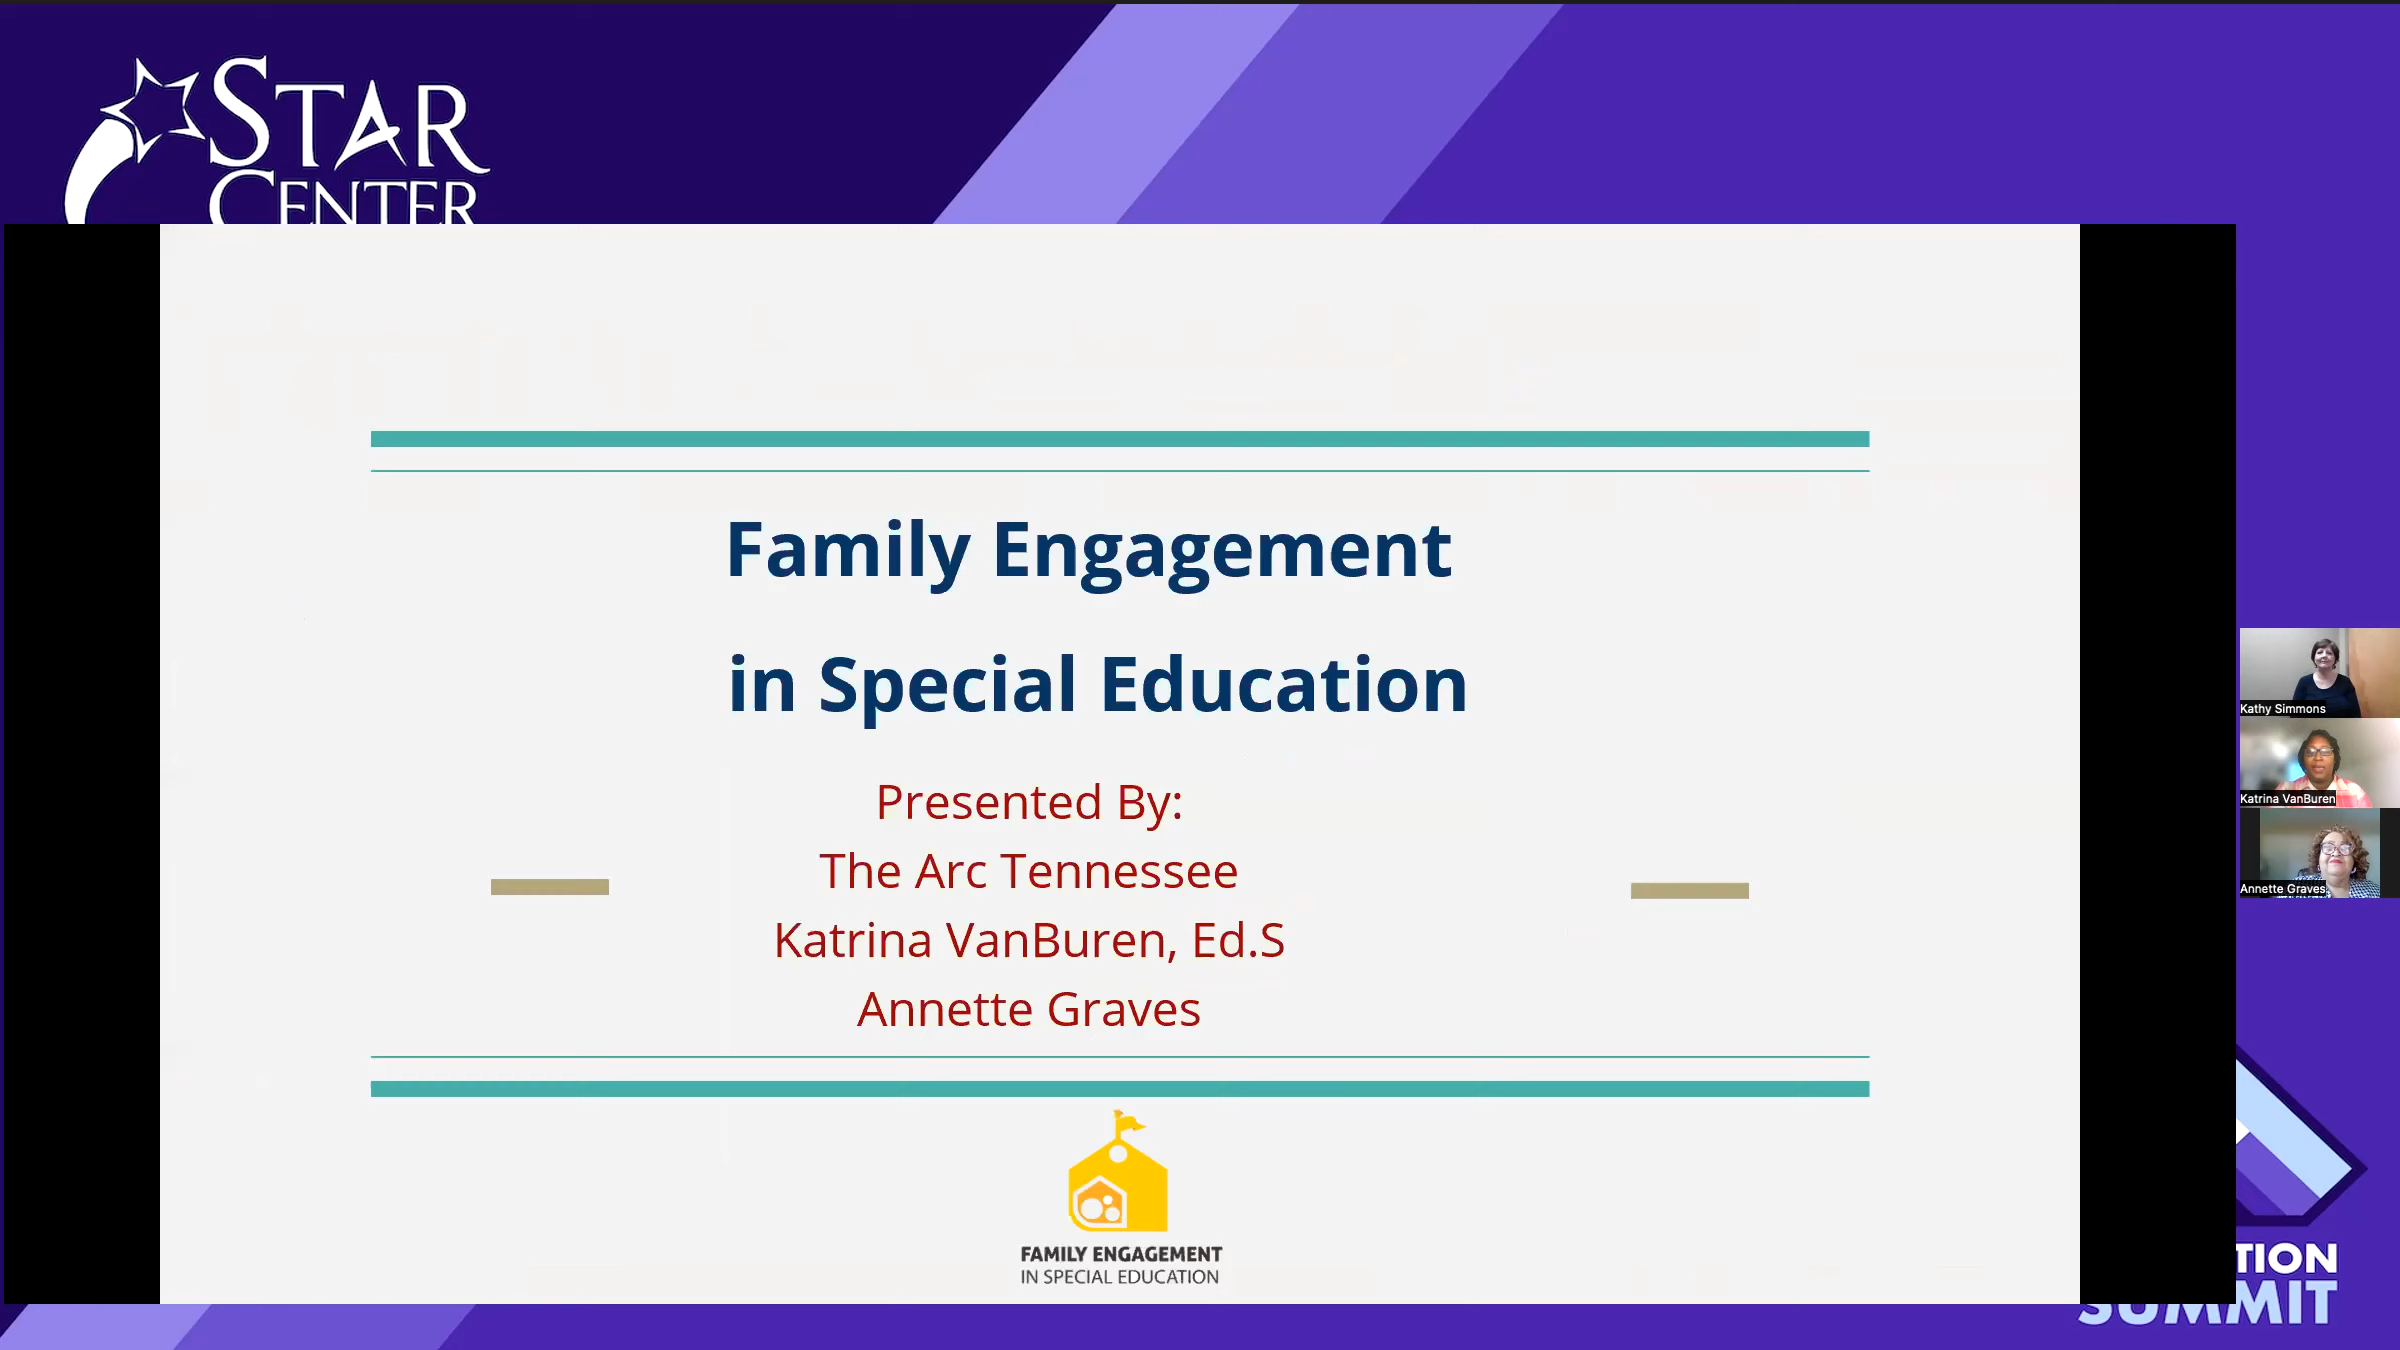 STAR
CENTER
Family Engagement
in Special Education
Presented By:
The Arc Tennessee
Katrina VanBuren, Ed.S
Annette Graves
FAMILY ENGAGEMENT
IN SPECIAL EDUCATION
Kathy Simmons
Katrina VanBuren
Annette Graves
TION
SUMMIT